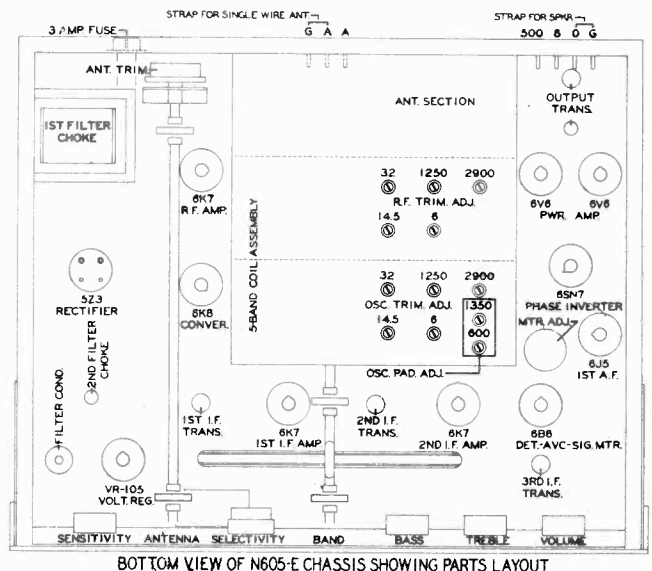 STRAP FOR SINGLE WIRE ANT.
STRAP FOR SPKR
3 AMP FUSE
G A A
500 8 0 G
ANT. TRIM.
ANT. SECTION
OUTPUT
TRANS.
1ST FILTER
CHOKE
32 1250 2900
6K7
R.F. AMP.
R.F. TRIM. ADJ.
14.5 6
6V6 6V6
PWR. AMP.
5-BAND COIL ASSEMBLY
32 1250 2900
5Z3
RECTIFIER
6K8
CONVER.
OSC. TRIM. ADJ.
1350
14.5 6
600
6SN7
PHASE INVERTER
MTR. ADJ.
6J5
1ST A.F.
2ND FILTER
CHOKE
OSC. PAD. ADJ.
FILTER COND.
1ST I.F.
TRANS.
6K7
1ST I.F. AMP.
2ND I.F.
TRANS.
6K7
2ND I.F. AMP.
6B8
DET.-AVC-SIG. MTR.
VR-105
VOLT. REG.
3RD I.F.
TRANS.
SENSITIVITY ANTENNA SELECTIVITY BAND BASS TREBLE VOLUME
BOTTOM VIEW OF N605-E CHASSIS SHOWING PARTS LAYOUT